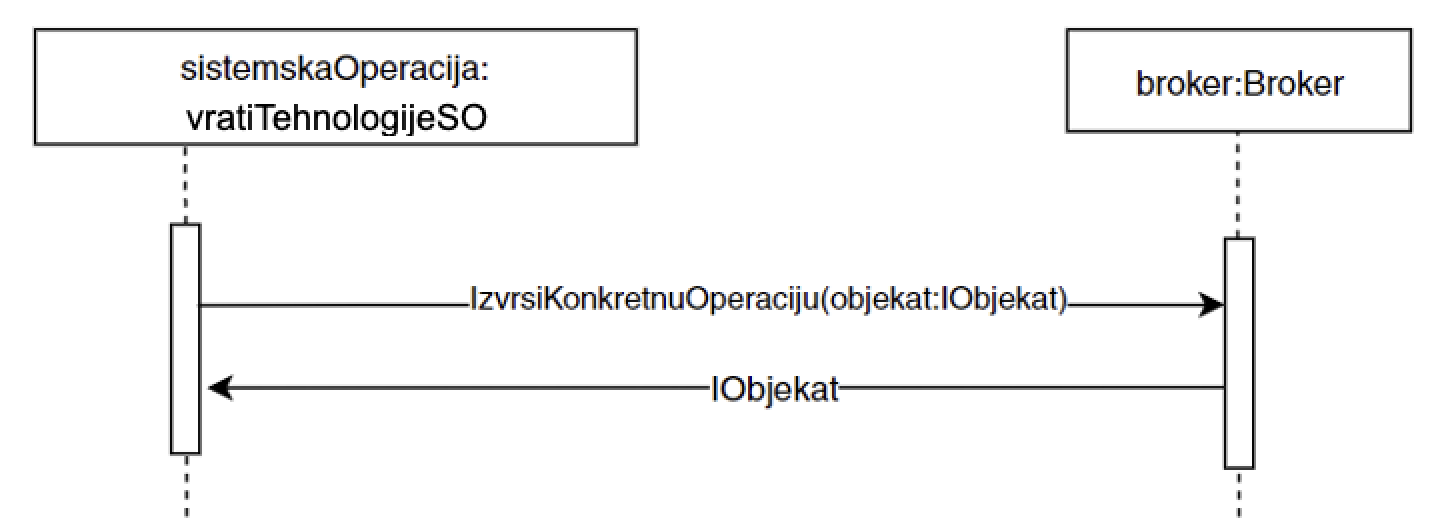 sistemskaOperacija:
vratiTehnologijeSO
broker:Broker
IzvrsiKonkretnuOperaciju(objekat:IObjekat)
IObjekat